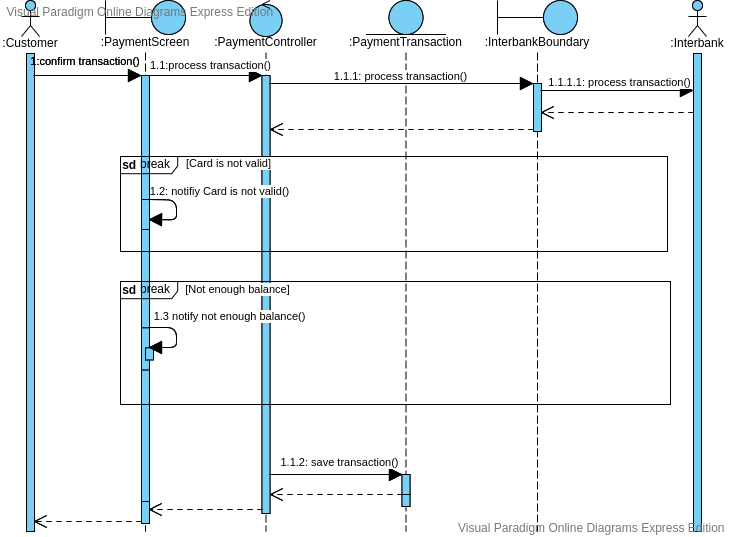 Visual Paradigm Online Diagrams Express Edition
:Customer
:PaymentScreen
:PaymentController
:PaymentTransaction
:InterbankBoundary
:Interbank
1:confirm transaction()
1.1:process transaction()
1.1.1: process transaction()
1.1.1.1: process transaction()
sd break
[Card is not valid]
1.2: notifiy Card is not valid()
sd break
[Not enough balance]
1.3 notify not enough balance()
1.1.2: save transaction()
Visual Paradigm Online Diagrams Express Edition